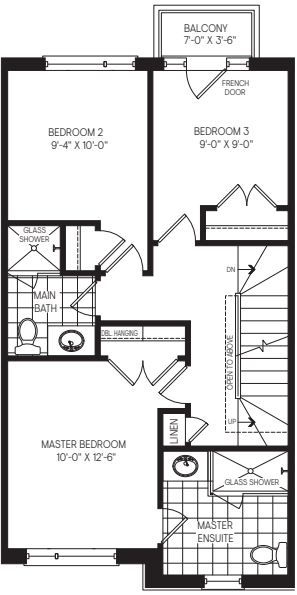 BALCONY
7'-0" X 3'-6"
FRENCH
DOOR
BEDROOM 2
9'-4" X 10'-0"
BEDROOM 3
9'-0" X 9'-0"
GLASS
SHOWER
DN
MAIN
BATH
DBL. HANGING
OPEN TO ABOVE
UP
LINEN
MASTER BEDROOM
10'-0" X 12'-6"
GLASS SHOWER
MASTER
ENSUITE